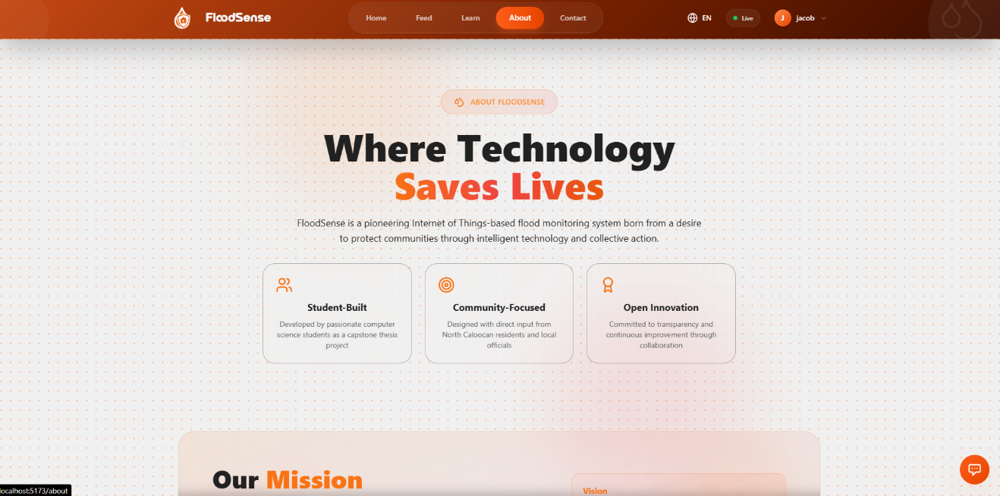 FloodSense
Home Feed Learn About Contact
EN Live J jacob
ABOUT FLOODSENSE
Where Technology
Saves Lives
FloodSense is a pioneering Internet of Things-based flood monitoring system born from a desire
to protect communities through intelligent technology and collective action.
Student-Built
Developed by passionate computer
science students as a capstone thesis
project
Community-Focused
Designed with direct input from
North Caloocan residents and local
officials
Open Innovation
Committed to transparency and
continuous improvement through
collaboration
Our Mission
Vision
localhost:5173/about